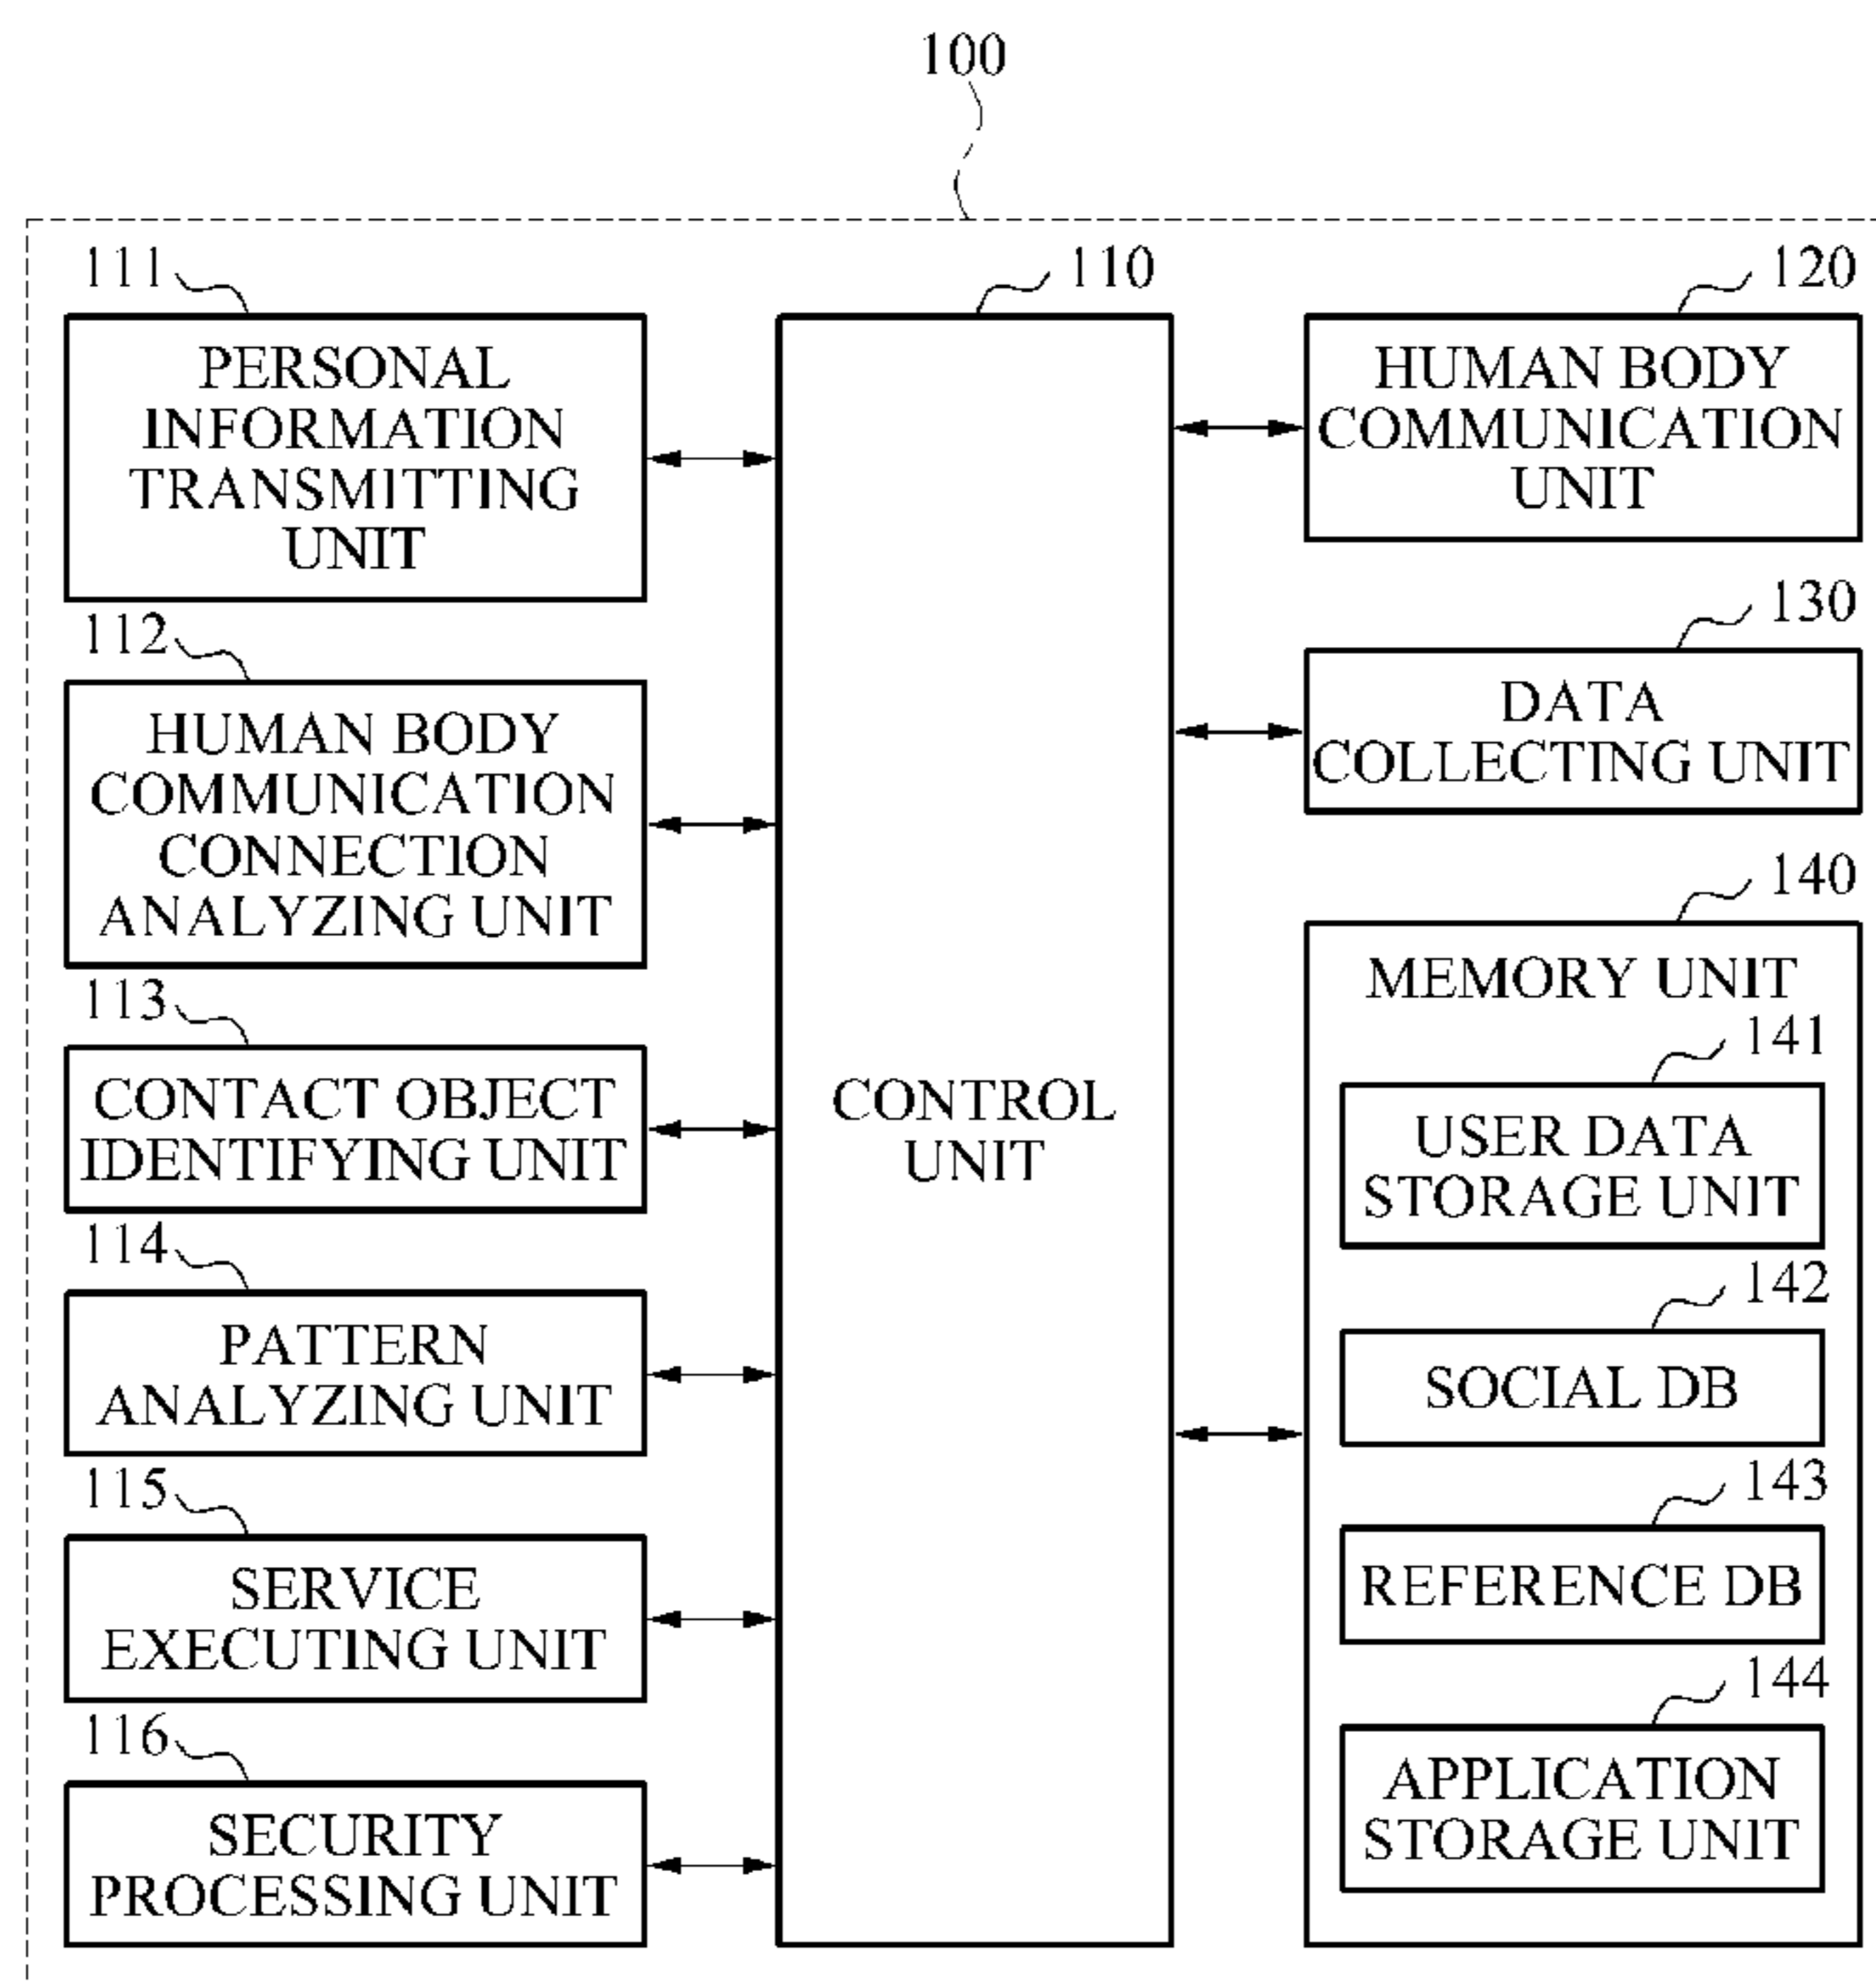 100
111
PERSONAL
INFORMATION
TRANSMITTING
UNIT
112
HUMAN BODY
COMMUNICATION
CONNECTION
ANALYZING UNIT
113
CONTACT OBJECT
IDENTIFYING UNIT
114
PATTERN
ANALYZING UNIT
115
SERVICE
EXECUTING UNIT
116
SECURITY
PROCESSING UNIT
110
CONTROL
UNIT
120
HUMAN BODY
COMMUNICATION
UNIT
130
DATA
COLLECTING UNIT
140
MEMORY UNIT
141
USER DATA
STORAGE UNIT
142
SOCIAL DB
143
REFERENCE DB
144
APPLICATION
STORAGE UNIT